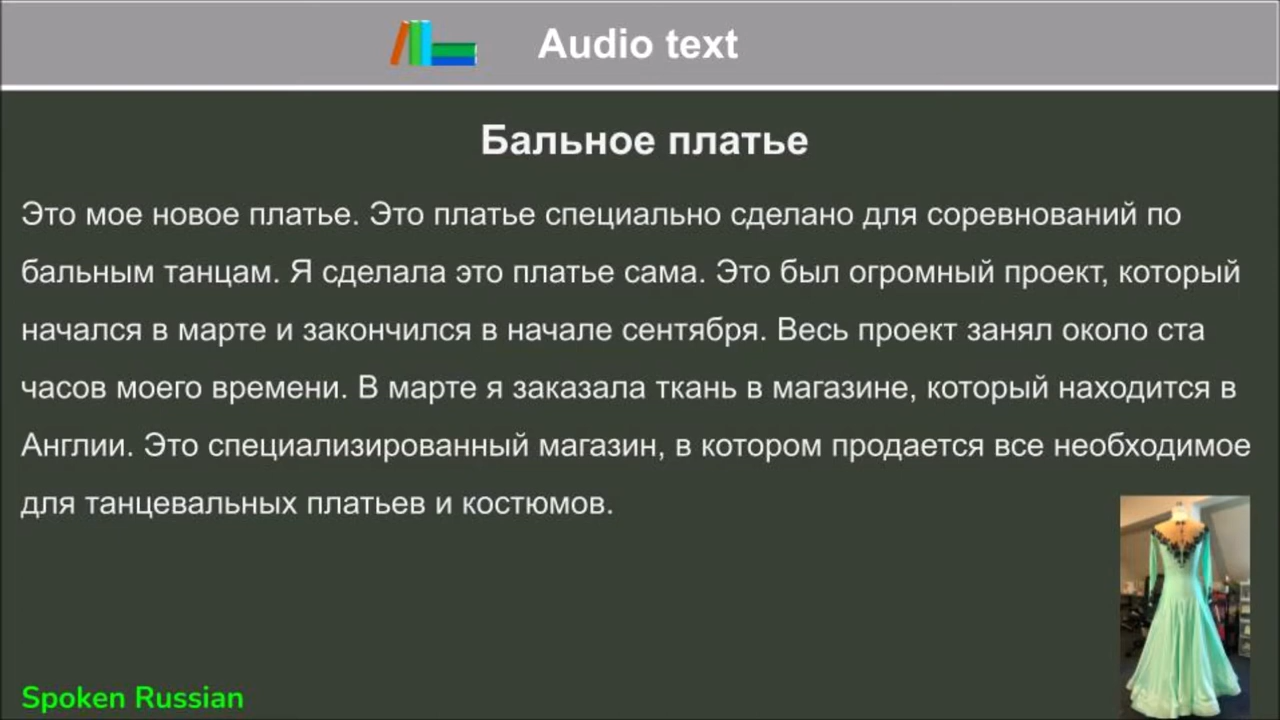 Audio text
Бальное платье
Это мое новое платье. Это платье специально сделано для соревнований по
бальным танцам. Я сделала это платье сама. Это был огромный проект, который
начался в марте и закончился в начале сентября. Весь проект занял около ста
часов моего времени. В марте я заказала ткань в магазине, который находится в
Англии. Это специализированный магазин, в котором продается все необходимое
для танцевальных платьев и костюмов.
Spoken Russian